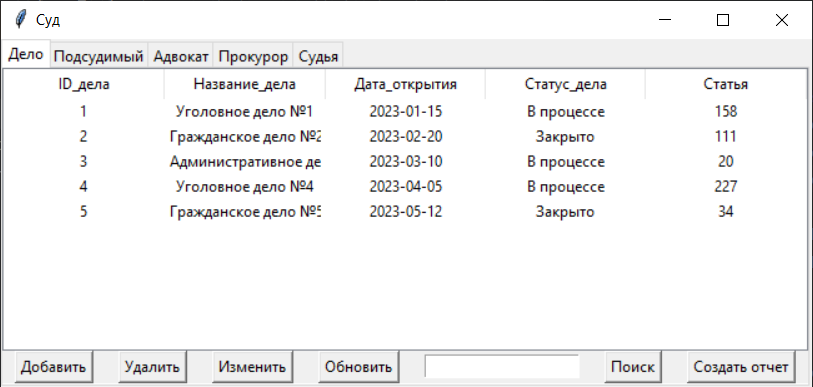 Суд
Дело Подсудимый Адвокат Прокурор Судья
ID_дела Название_дела Дата_открытия Статус_дела Статья
1 Уголовное дело №1 2023-01-15 В процессе 158
2 Гражданское дело №2 2023-02-20 Закрыто 111
3 Административное де 2023-03-10 В процессе 20
4 Уголовное дело №4 2023-04-05 В процессе 227
5 Гражданское дело №5 2023-05-12 Закрыто 34
Добавить Удалить Изменить Обновить Поиск Создать отчет